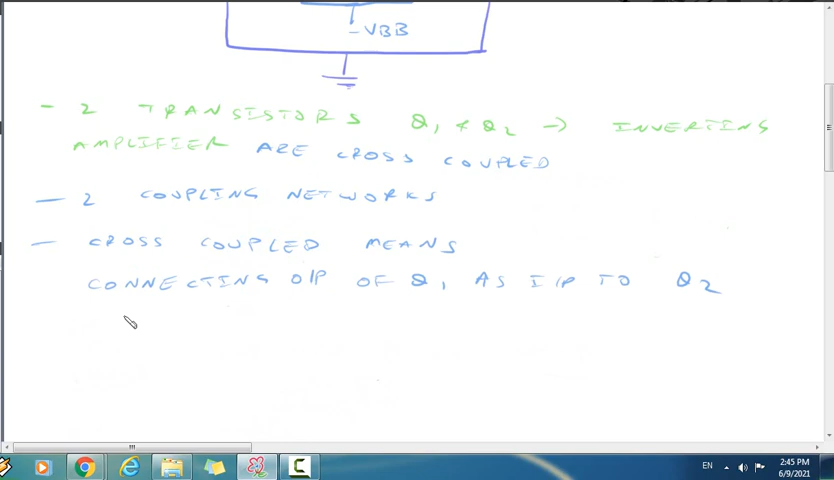 -VBB
- 2 TRANSISTORS Q1 & Q2 → INVERTING
AMPLIFIER ARE CROSS COUPLED
- 2 COUPLING NETWORKS
- CROSS COUPLED MEANS
CONNECTING O/P OF Q1 AS I/P TO Q2
EN
2:45 PM
6/9/2021